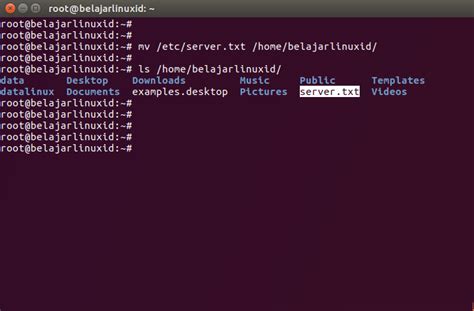 root@belajarlinuxid: ~
root@belajarlinuxid:~#
root@belajarlinuxid:~# mv /etc/server.txt /home/belajarlinuxid/
root@belajarlinuxid:~#
root@belajarlinuxid:~# ls /home/belajarlinuxid/
data Desktop Downloads Music Public Templates
datalinux Documents examples.desktop Pictures server.txt Videos
root@belajarlinuxid:~#
root@belajarlinuxid:~#
root@belajarlinuxid:~#
root@belajarlinuxid:~#
root@belajarlinuxid:~#